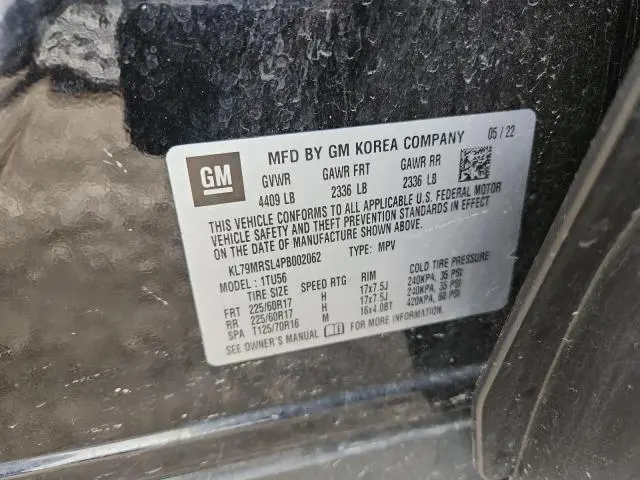 GM MFD BY GM KOREA COMPANY 05 / 22
GVWR GAWR FRT GAWR RR
4409 LB 2336 LB 2336 LB
THIS VEHICLE CONFORMS TO ALL APPLICABLE U.S. FEDERAL MOTOR
VEHICLE SAFETY AND THEFT PREVENTION STANDARDS IN EFFECT
ON THE DATE OF MANUFACTURE SHOWN ABOVE.
KL79MRSL4PB002062 TYPE: MPV
MODEL: 1TU56
TIRE SIZE SPEED RTG RIM COLD TIRE PRESSURE
FRT 225/60R17 H 17x7.5J 240KPA, 35 PSI
RR 225/60R17 H 17x7.5J 240KPA, 35 PSI
SPA T125/70R16 M 16x4.0BT 420KPA, 60 PSI
SEE OWNER'S MANUAL FOR MORE INFORMATION.